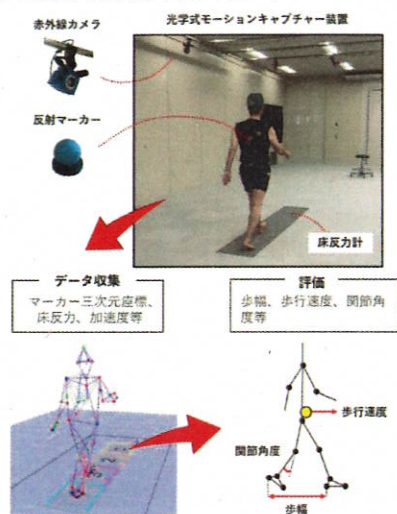 赤外線カメラ
光学式モーションキャプチャー装置
反射マーカー
床反力計
データ収集
マーカー三次元座標、
床反力、加速度等
評価
歩幅、歩行速度、関節角
度等
歩行速度
関節角度
歩幅